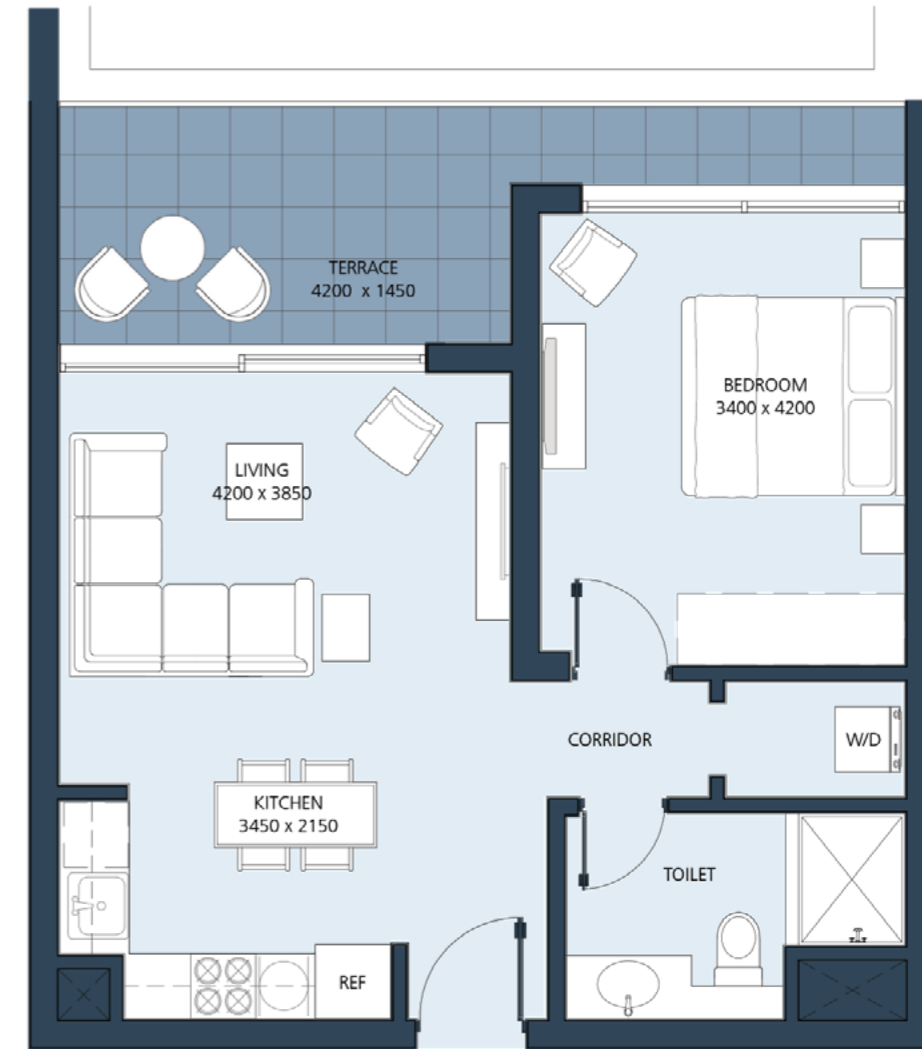 TERRACE
4200 x 1450
BEDROOM
3400 x 4200
LIVING
4200 x 3850
CORRIDOR
W/D
KITCHEN
3450 x 2150
TOILET
REF